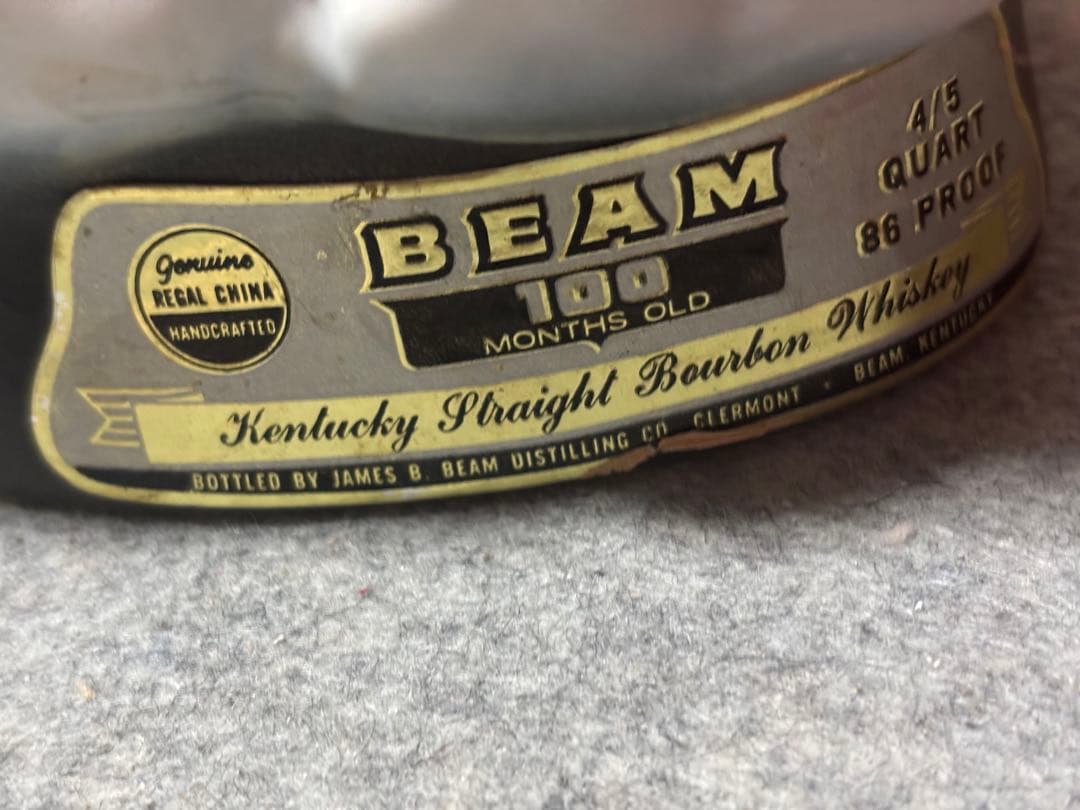 Genuine
REGAL CHINA
HANDCRAFTED
BEAM
100
MONTHS OLD
4/5
QUART
86 PROOF
Kentucky Straight Bourbon Whiskey
BOTTLED BY JAMES B. BEAM DISTILLING CO. CLERMONT · BEAM KENTUCKY